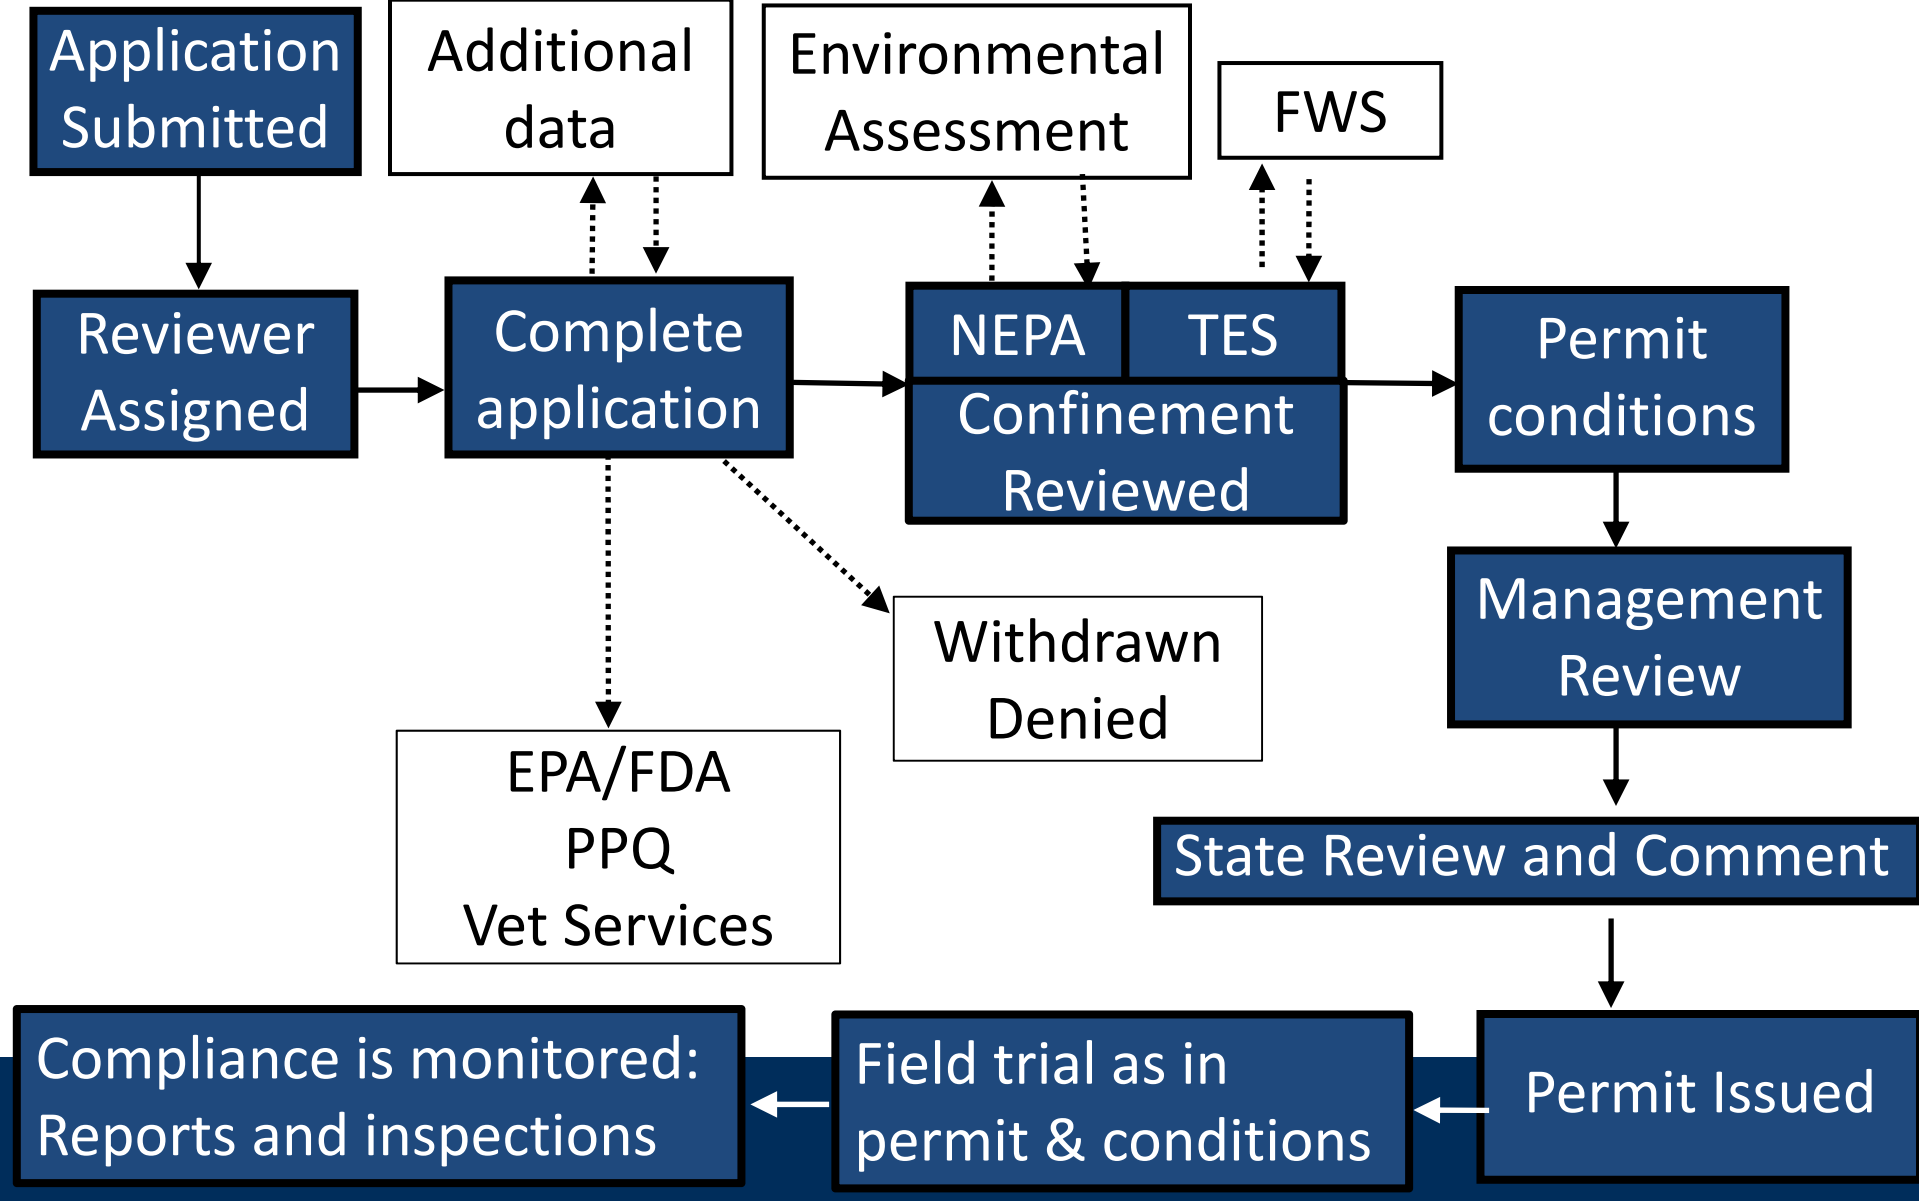 Application
Submitted
Additional
data
Environmental
Assessment
FWS
Reviewer
Assigned
Complete
application
NEPA
TES
Confinement
Reviewed
Permit
conditions
Management
Review
Withdrawn
Denied
EPA/FDA
PPQ
Vet Services
State Review and Comment
Compliance is monitored:
Reports and inspections
Field trial as in
permit & conditions
Permit Issued